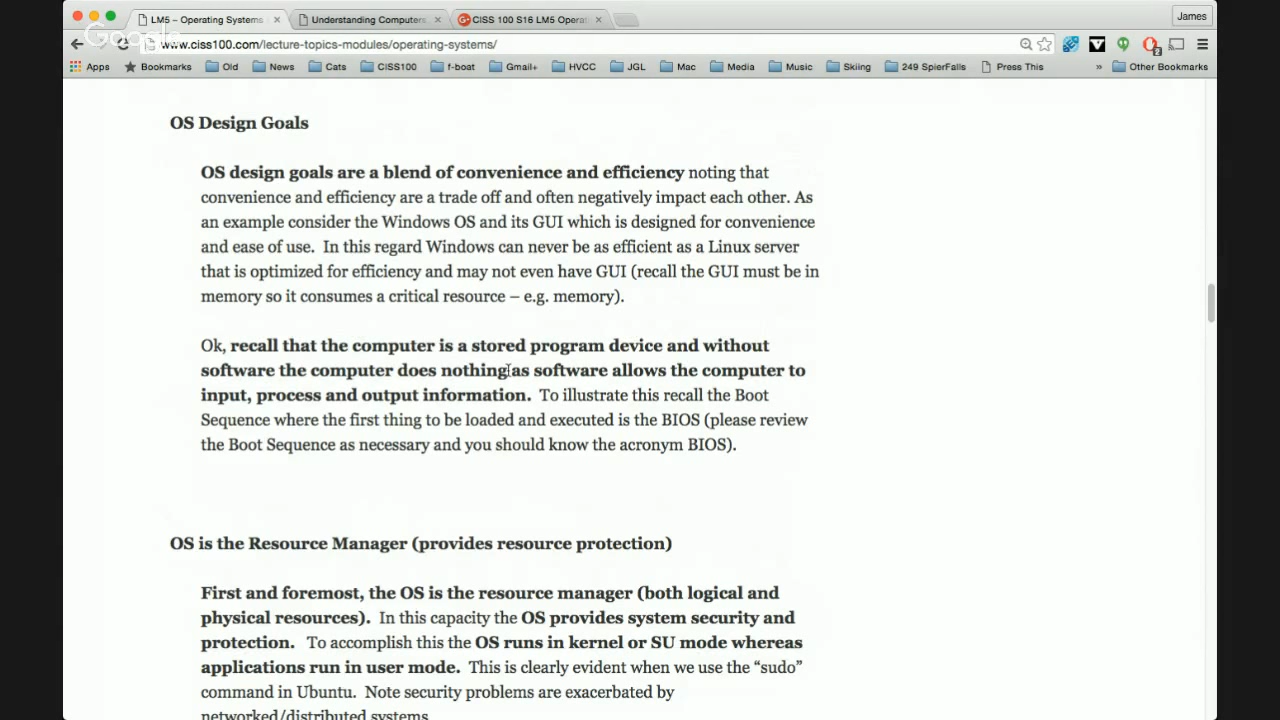 LM5 – Operating Systems
Understanding Computers,
CISS 100 S16 LM5 Opera
James
Google
www.ciss100.com/lecture-topics-modules/operating-systems/
Apps Bookmarks Old News Cats CISS100 f-boat Gmail+ HVCC JGL Mac Media Music Skiing 249 SpierFalls Press This » Other Bookmarks
OS Design Goals
OS design goals are a blend of convenience and efficiency noting that
convenience and efficiency are a trade off and often negatively impact each other. As
an example consider the Windows OS and its GUI which is designed for convenience
and ease of use. In this regard Windows can never be as efficient as a Linux server
that is optimized for efficiency and may not even have GUI (recall the GUI must be in
memory so it consumes a critical resource – e.g. memory).
Ok, recall that the computer is a stored program device and without
software the computer does nothing as software allows the computer to
input, process and output information. To illustrate this recall the Boot
Sequence where the first thing to be loaded and executed is the BIOS (please review
the Boot Sequence as necessary and you should know the acronym BIOS).
OS is the Resource Manager (provides resource protection)
First and foremost, the OS is the resource manager (both logical and
physical resources). In this capacity the OS provides system security and
protection. To accomplish this the OS runs in kernel or SU mode whereas
applications run in user mode. This is clearly evident when we use the “sudo”
command in Ubuntu. Note security problems are exacerbated by
networked/distributed systems.